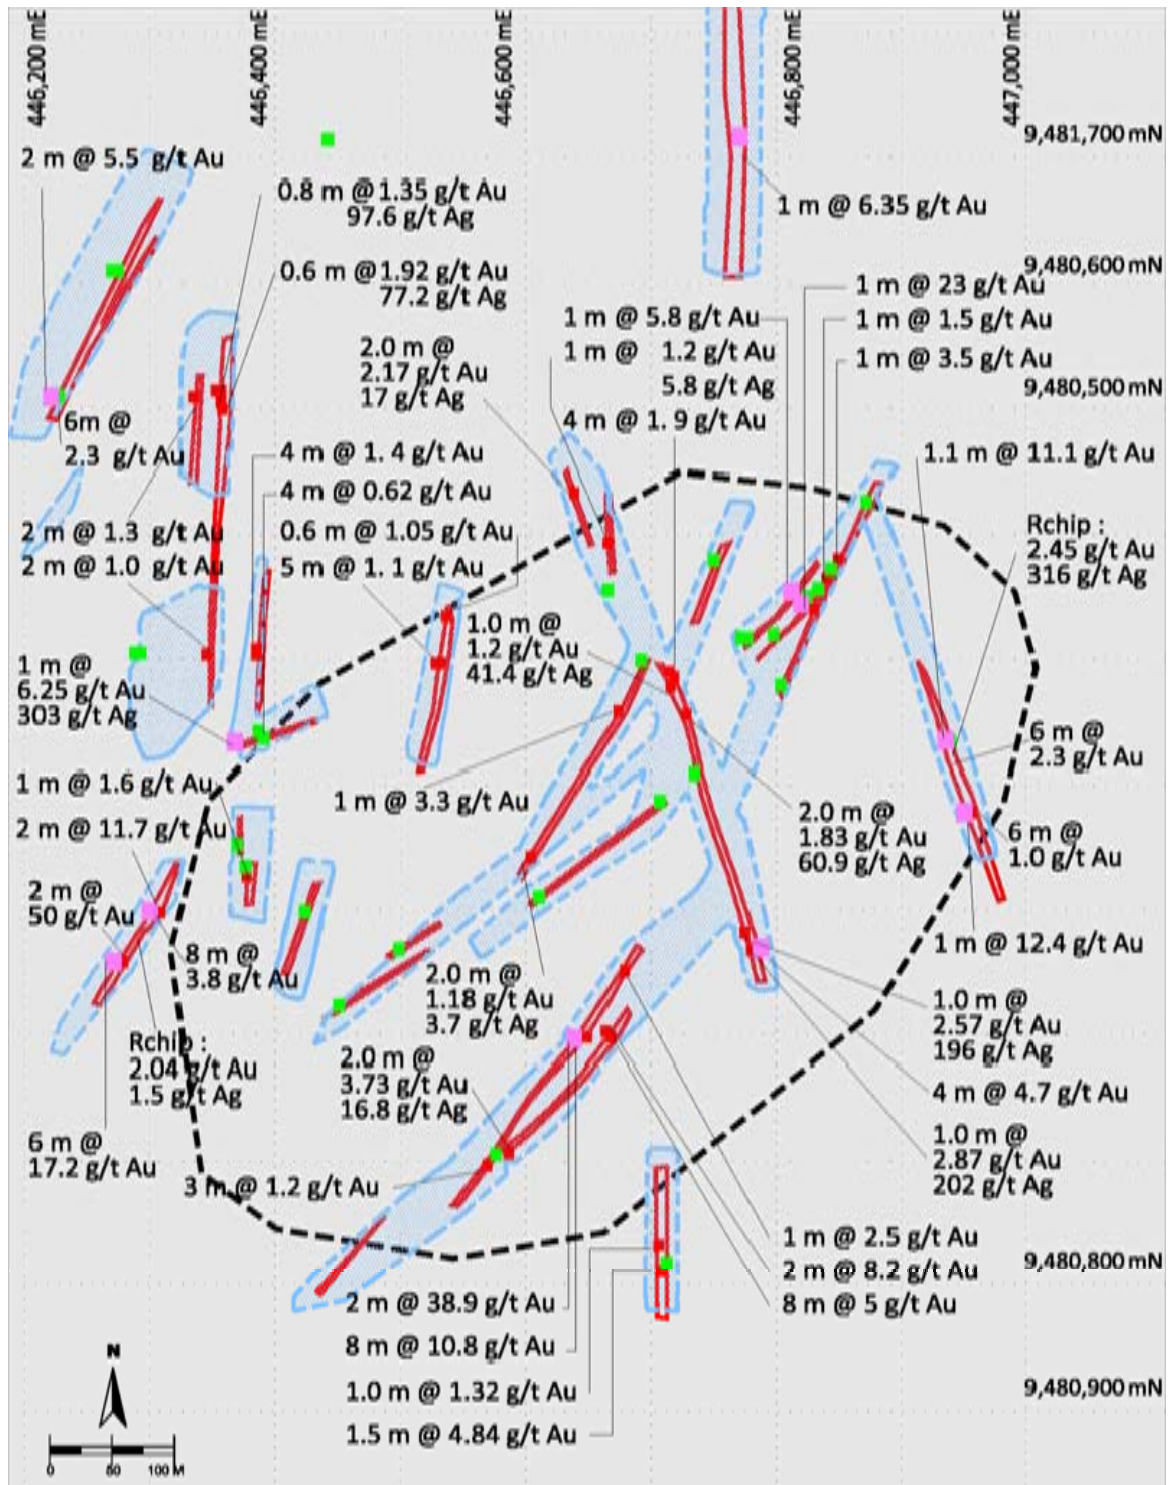 446,200 mE
446,400 mE
446,600 mE
446,800 mE
447,000 mE
9,481,700 mN
2 m @ 5.5 g/t Au
0.8 m @ 1.35 g/t Au
97.6 g/t Ag
1 m @ 6.35 g/t Au
9,480,600 mN
0.6 m @ 1.92 g/t Au
77.2 g/t Ag
1 m @ 23 g/t Au
1 m @ 5.8 g/t Au
1 m @ 1.5 g/t Au
2.0 m @
2.17 g/t Au
17 g/t Ag
1 m @ 1.2 g/t Au
5.8 g/t Ag
1 m @ 3.5 g/t Au
9,480,500 mN
6m @
2.3 g/t Au
4 m @ 1. 9 g/t Au
4 m @ 1. 4 g/t Au
1.1 m @ 11.1 g/t Au
4 m @ 0.62 g/t Au
2 m @ 1.3 g/t Au
0.6 m @ 1.05 g/t Au
Rchip :
2.45 g/t Au
316 g/t Ag
2 m @ 1.0 g/t Au
5 m @ 1. 1 g/t Au
1.0 m @
1.2 g/t Au
41.4 g/t Ag
1 m @
6.25 g/t Au
303 g/t Ag
6 m @
2.3 g/t Au
1 m @ 1.6 g/t Au
1 m @ 3.3 g/t Au
2.0 m @
1.83 g/t Au
60.9 g/t Ag
2 m @ 11.7 g/t Au
6 m @
1.0 g/t Au
2 m @
50 g/t Au
8 m @
3.8 g/t Au
1 m @ 12.4 g/t Au
2.0 m @
1.18 g/t Au
3.7 g/t Ag
1.0 m @
2.57 g/t Au
196 g/t Ag
Rchip :
2.04 g/t Au
1.5 g/t Ag
2.0 m @
3.73 g/t Au
16.8 g/t Ag
4 m @ 4.7 g/t Au
6 m @
17.2 g/t Au
1.0 m @
2.87 g/t Au
202 g/t Ag
3 m @ 1.2 g/t Au
1 m @ 2.5 g/t Au
2 m @ 8.2 g/t Au
9,480,800 mN
8 m @ 5 g/t Au
2 m @ 38.9 g/t Au
8 m @ 10.8 g/t Au
1.0 m @ 1.32 g/t Au
9,480,900 mN
1.5 m @ 4.84 g/t Au
N
0 50 100 M